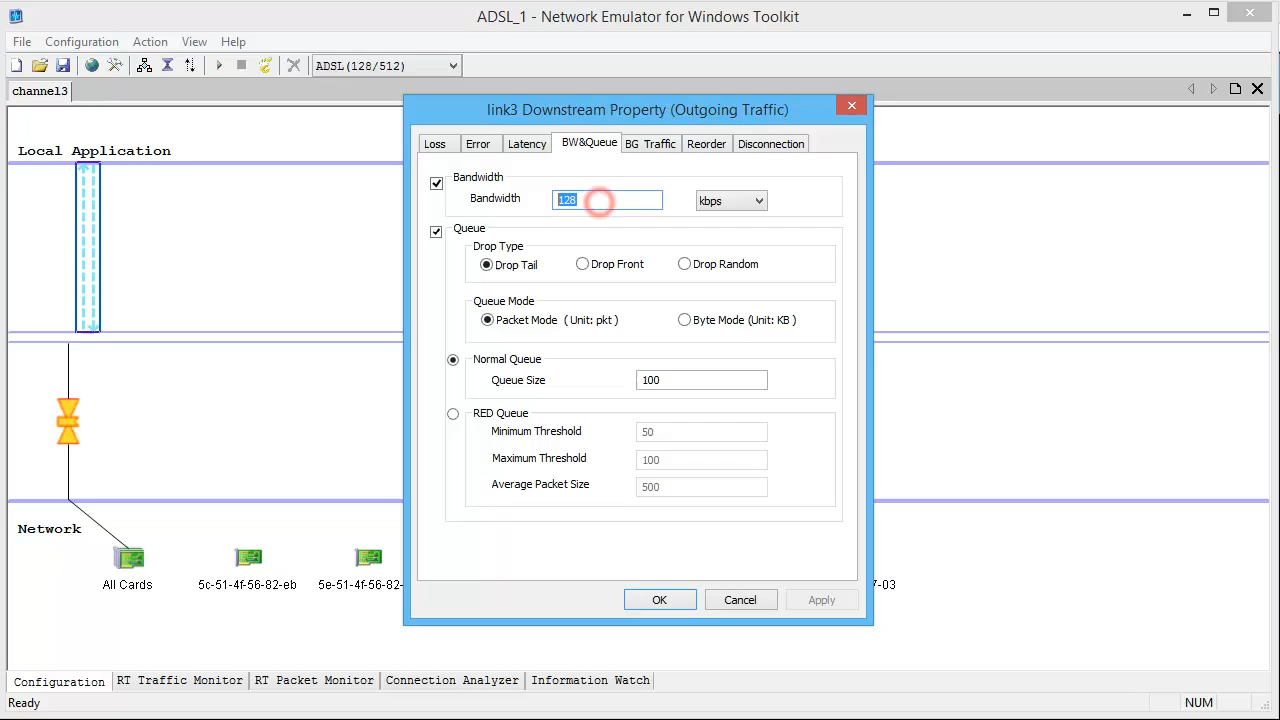 ADSL_1 - Network Emulator for Windows Toolkit
File Configuration Action View Help
ADSL(128/512)
channel3
link3 Downstream Property (Outgoing Traffic)
Loss Error Latency BW&Queue BG Traffic Reorder Disconnection
Local Application
Bandwidth
Bandwidth 128 kbps
Queue
Drop Type
Drop Tail Drop Front Drop Random
Queue Mode
Packet Mode ( Unit: pkt ) Byte Mode (Unit: KB )
Normal Queue
Queue Size 100
RED Queue
Minimum Threshold 50
Maximum Threshold 100
Average Packet Size 500
Network
All Cards 5c-51-4f-56-82-eb 5e-51-4f-56-82- 7-03
OK Cancel Apply
Configuration RT Traffic Monitor RT Packet Monitor Connection Analyzer Information Watch
Ready NUM